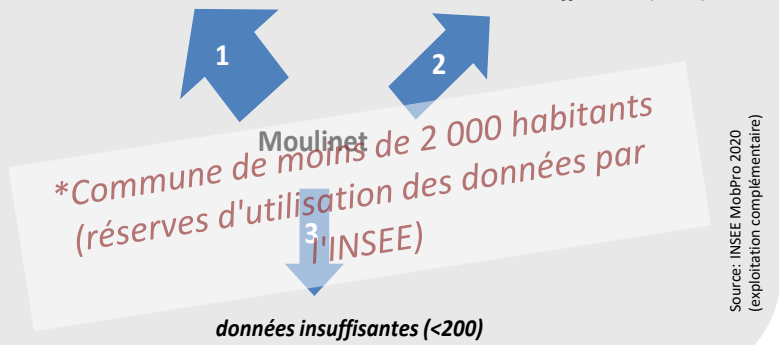 1
2
Moulinet
*Commune de moins de 2 000 habitants
(réserves d'utilisation des données par
l'INSEE)
3
données insuffisantes (<200)
Source: INSEE MobPro 2020
(exploitation complémentaire)